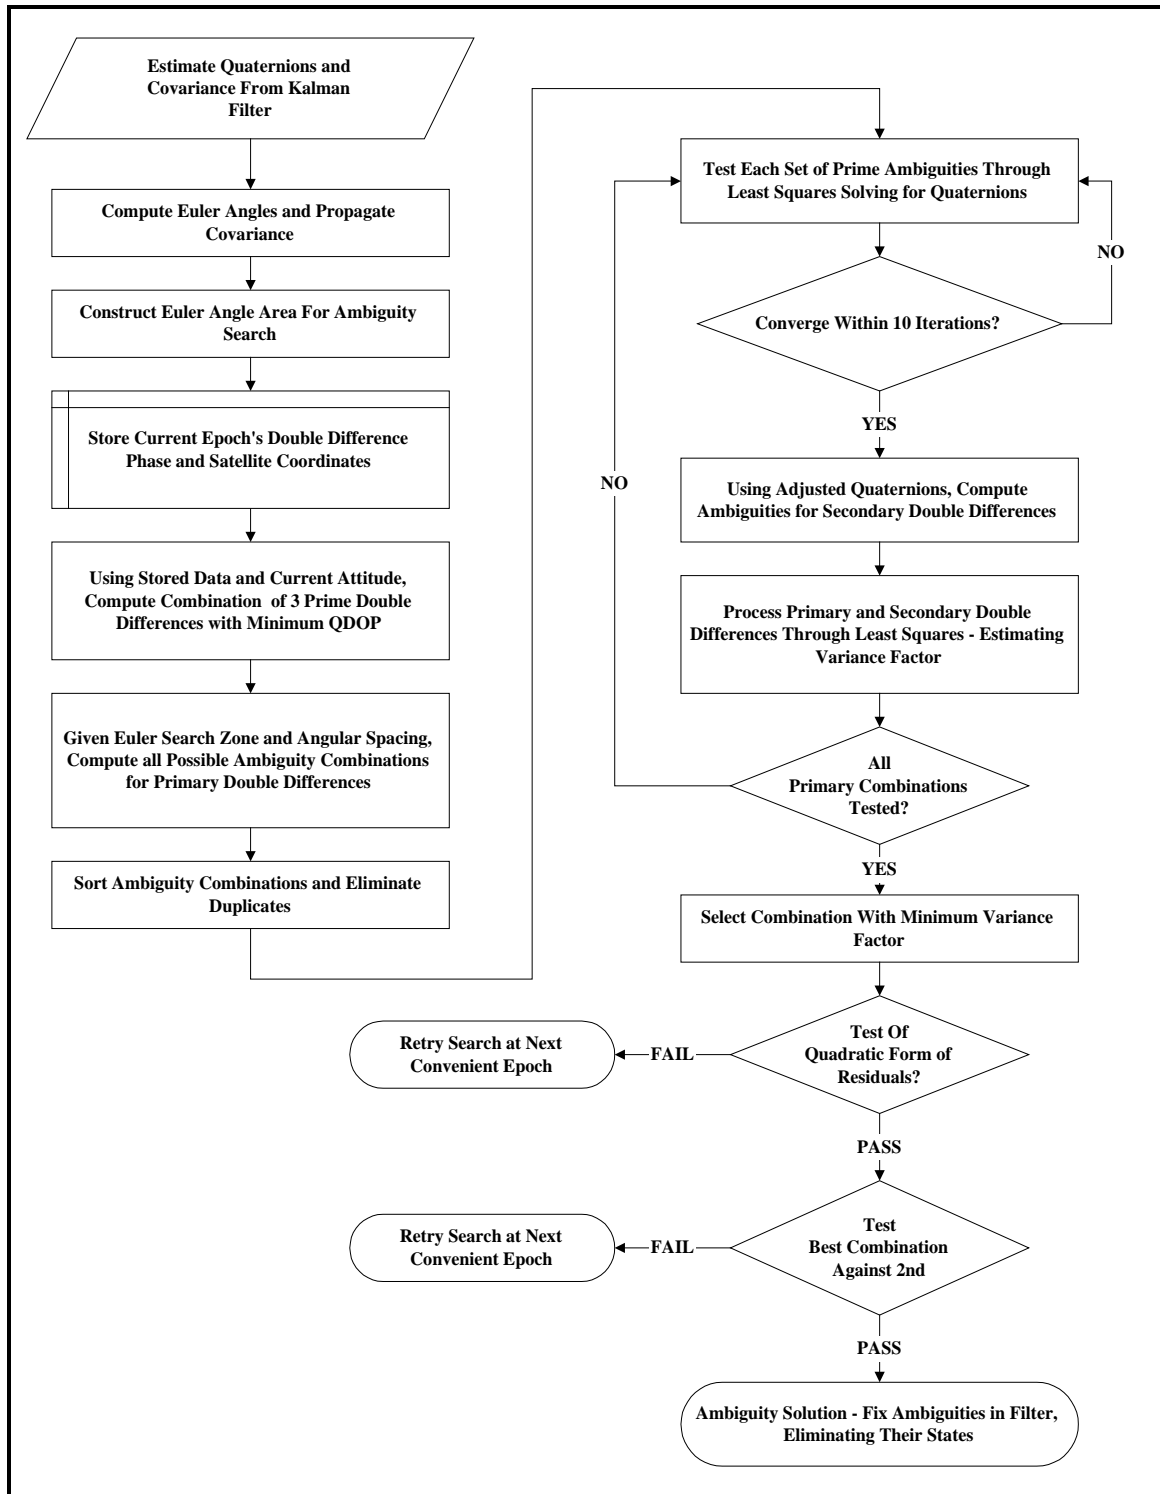 Estimate Quaternions and
Covariance From Kalman
Filter
Compute Euler Angles and Propagate
Covariance
Construct Euler Angle Area For Ambiguity
Search
Store Current Epoch's Double Difference
Phase and Satellite Coordinates
Using Stored Data and Current Attitude,
Compute Combination of 3 Prime Double
Differences with Minimum QDOP
Given Euler Search Zone and Angular Spacing,
Compute all Possible Ambiguity Combinations
for Primary Double Differences
Sort Ambiguity Combinations and Eliminate
Duplicates
Test Each Set of Prime Ambiguities Through
Least Squares Solving for Quaternions
NO
Converge Within 10 Iterations?
YES
NO
Using Adjusted Quaternions, Compute
Ambiguities for Secondary Double Differences
Process Primary and Secondary Double
Differences Through Least Squares - Estimating
Variance Factor
All
Primary Combinations
Tested?
YES
Select Combination With Minimum Variance
Factor
Test Of
Quadratic Form of
Residuals?
FAIL
Retry Search at Next
Convenient Epoch
PASS
Test
Best Combination
Against 2nd
FAIL
Retry Search at Next
Convenient Epoch
PASS
Ambiguity Solution - Fix Ambiguities in Filter,
Eliminating Their States